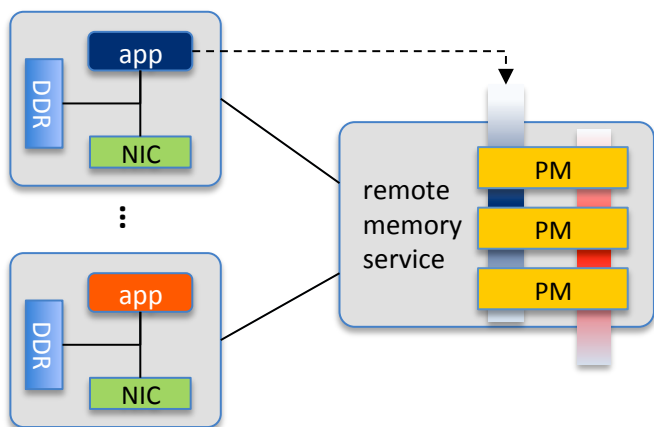 app
DDR
NIC
...
app
DDR
NIC
remote
memory
service
PM
PM
PM